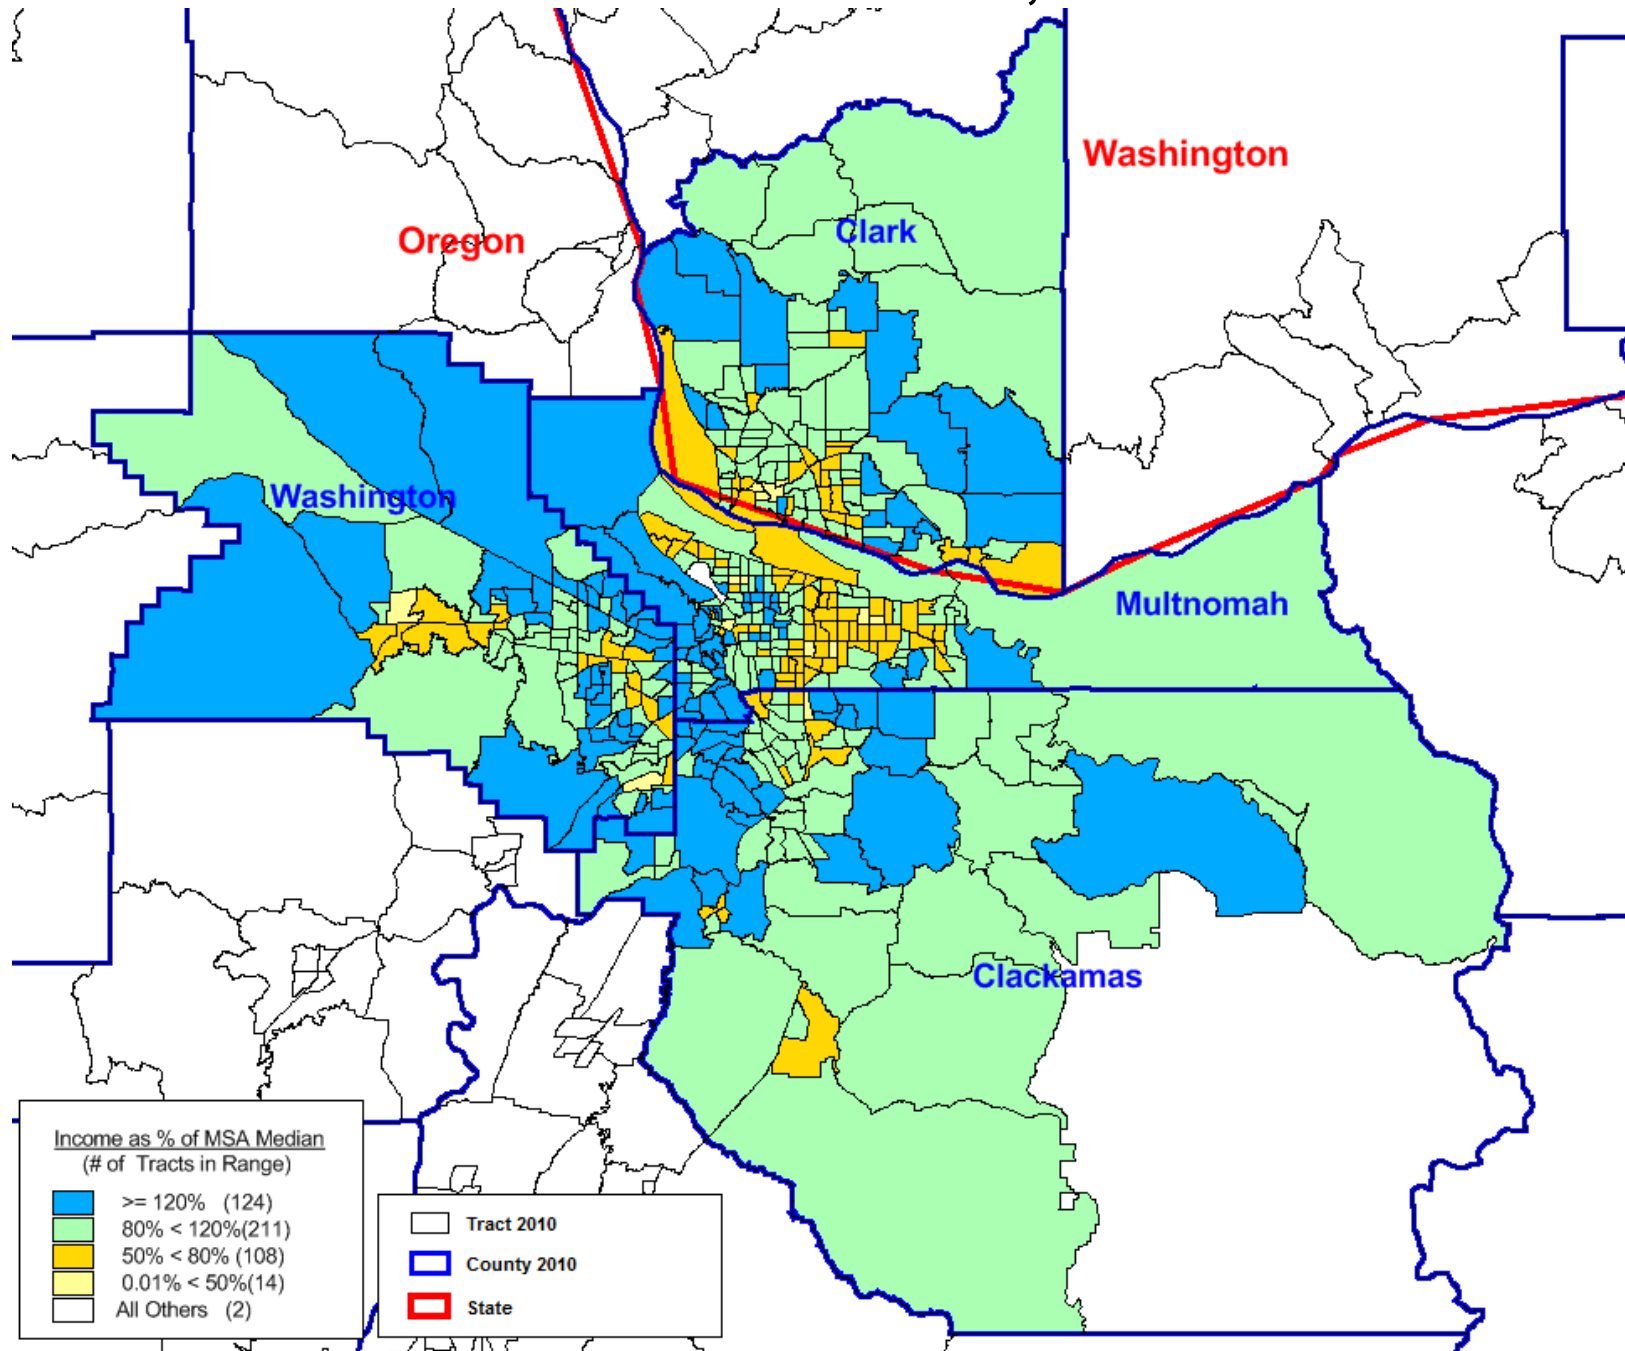 Washington
Clark
Oregon
Washington
Multnomah
Clackamas
Income as % of MSA Median
(# of Tracts in Range)
>= 120% (124)
80% < 120%(211)
50% < 80% (108)
0.01% < 50%(14)
All Others (2)
Tract 2010
County 2010
State